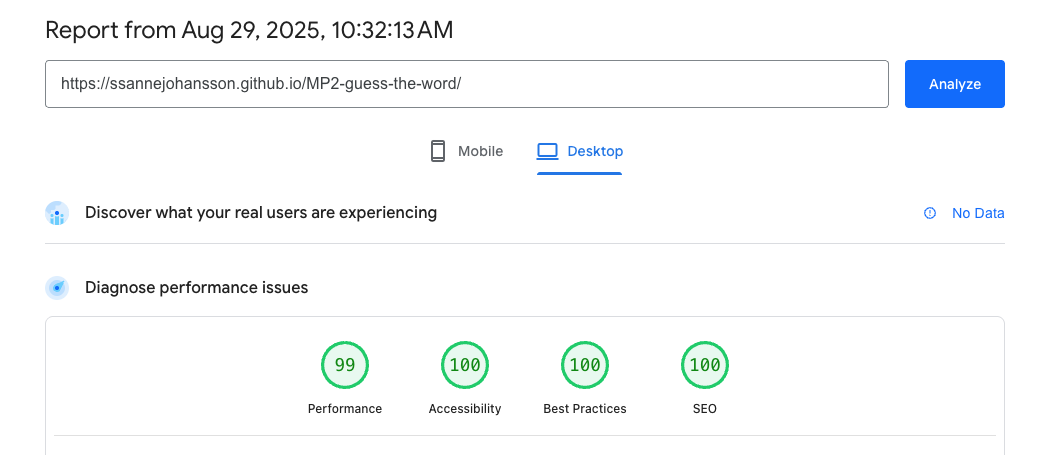 Report from Aug 29, 2025, 10:32:13 AM
https://ssannejohansson.github.io/MP2-guess-the-word/
Analyze
Mobile
Desktop
Discover what your real users are experiencing
No Data
Diagnose performance issues
99
100
100
100
Performance
Accessibility
Best Practices
SEO